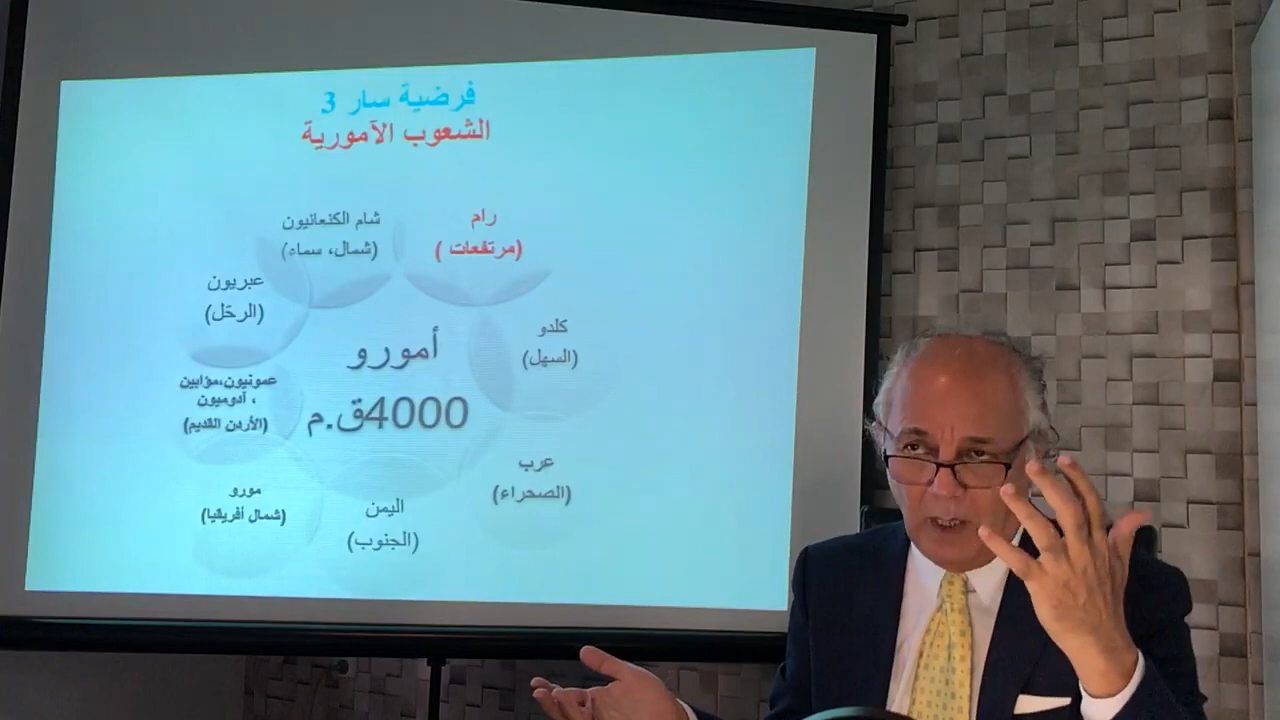 فرضية سار 3
الشعوب الآمورية
رام
(مرتفعات )
شام الكنعانيون
(شمال، سماء)
عبريون
(الرحّل)
كلدو
(السهل)
أمورو
4000ق.م
عمونيون،مؤابين
، أدوميون
(الأردن القديم)
عرب
(الصحراء)
مورو
(شمال أفريقيا)
اليمن
(الجنوب)